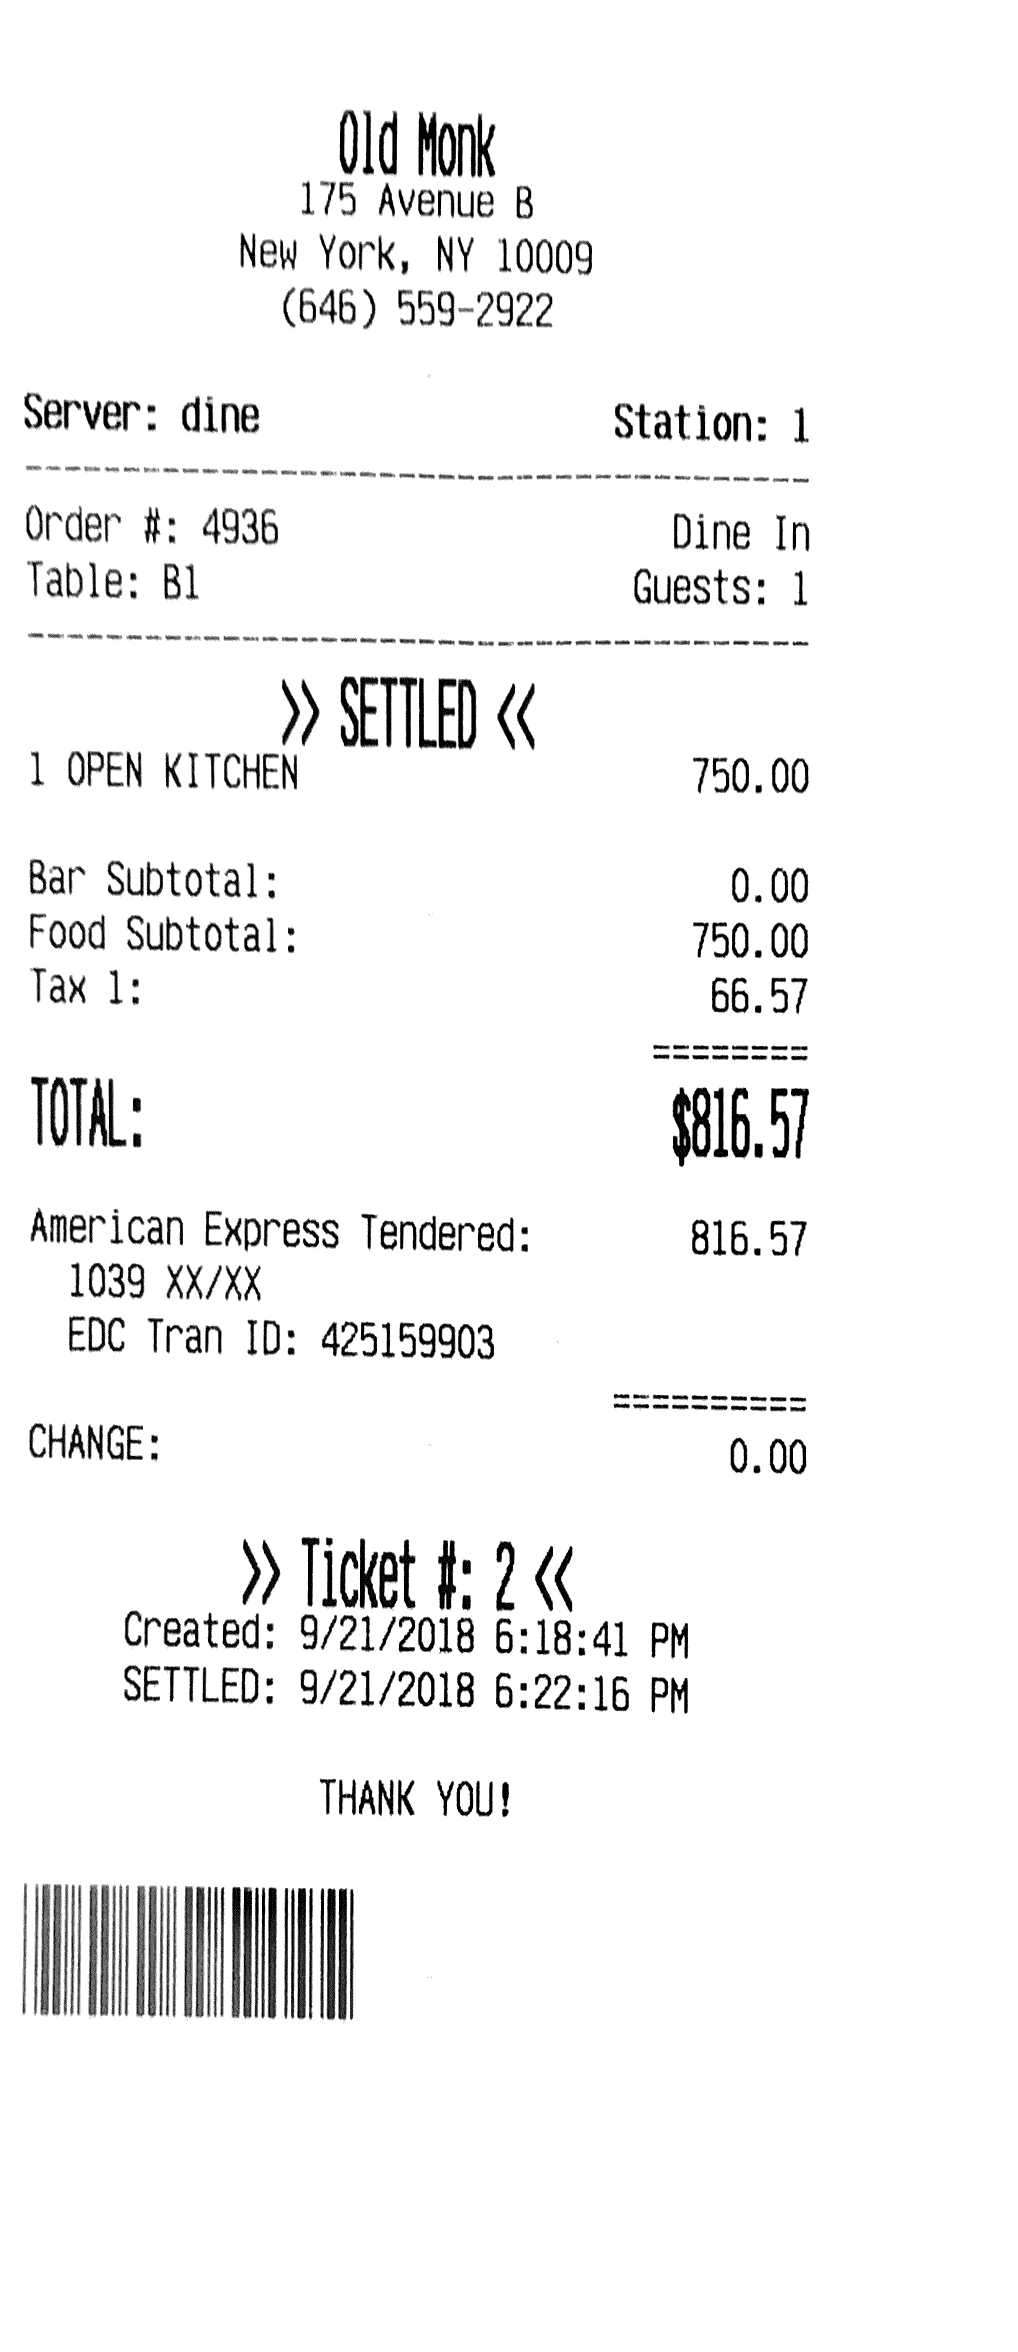 Old Monk
175 Avenue B
New York, NY 10009
(646) 559-2922
Server: dine Station: 1
Order #: 4936 Dine In
Table: B1 Guests: 1
>> SETTLED <<
1 OPEN KITCHEN 750.00
Bar Subtotal: 0.00
Food Subtotal: 750.00
Tax 1: 66.57
========
TOTAL: $816.57
American Express Tendered: 816.57
1039 XX/XX
EDC Tran ID: 425159903
==========
CHANGE: 0.00
>> Ticket #: 2 <<
Created: 9/21/2018 6:18:41 PM
SETTLED: 9/21/2018 6:22:16 PM
THANK YOU!